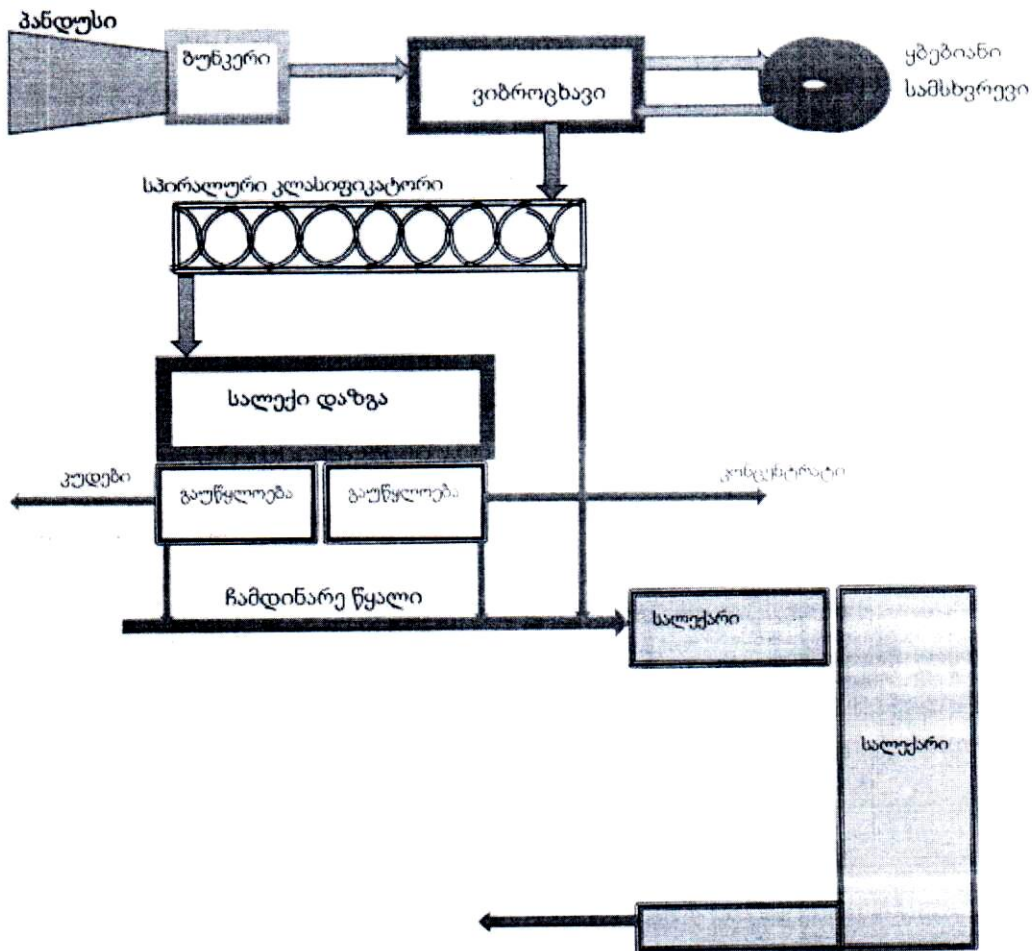 პანდუსი
ბუნკერი
ვიბროცხავი
ყბებიანი
სამსხვრევი
სპირალური კლასიფიკატორი
სალექი დაზგა
კუდები
გაუწყლოება
გაუწყლოება
კონცენტრატი
ჩამდინარე წყალი
სალექარი
სალექარი